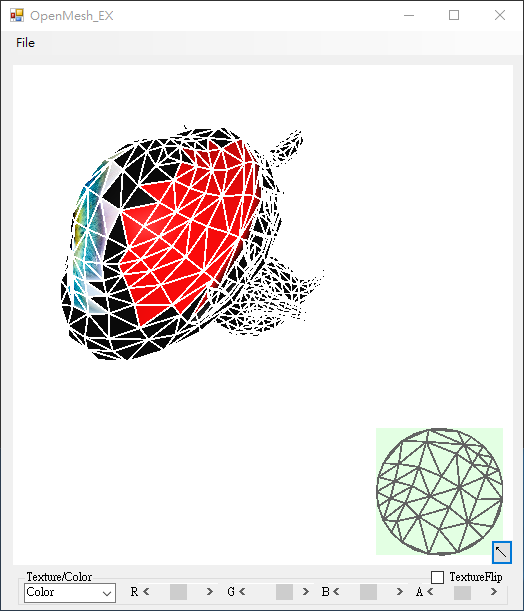 OpenMesh_EX
File
Texture/Color
TextureFlip
Color
R
G
B
A